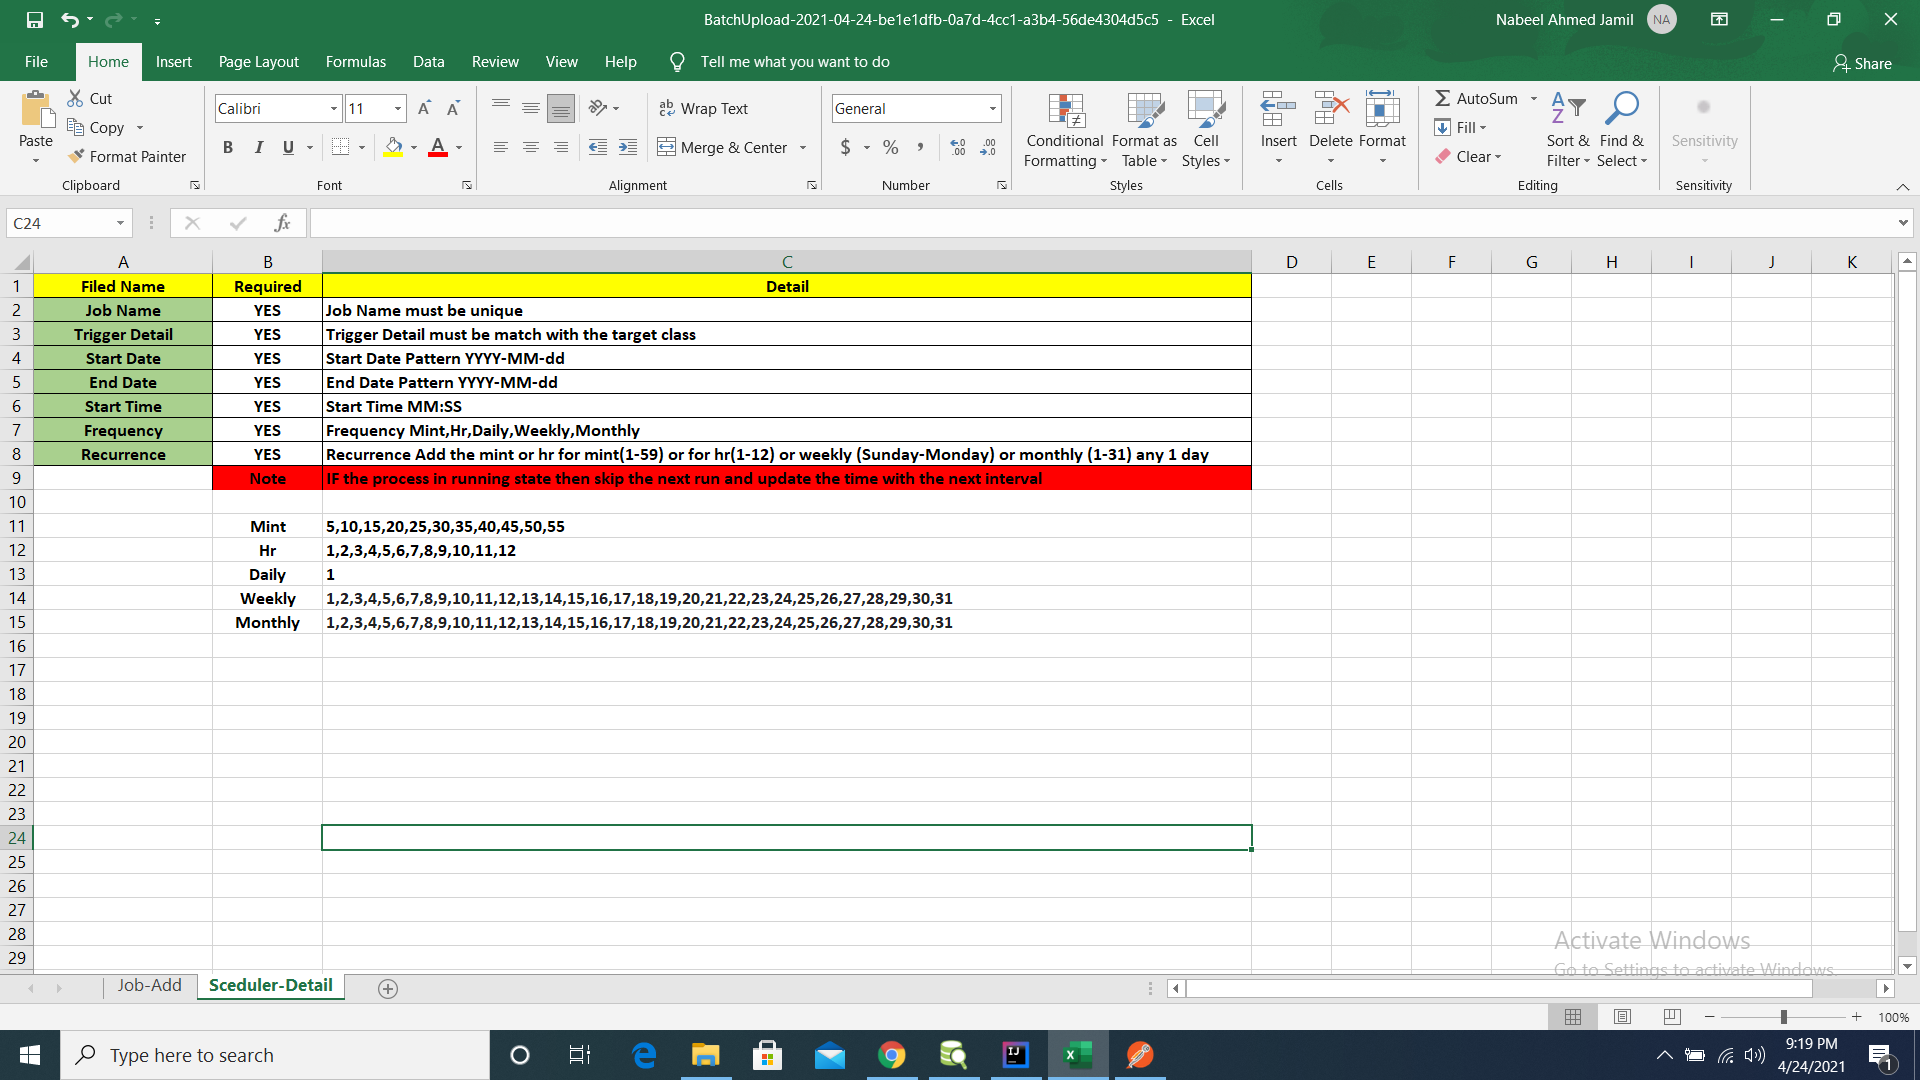 BatchUpload-2021-04-24-be1e1dfb-0a7d-4cc1-a3b4-56de4304d5c5 - Excel
Nabeel Ahmed Jamil NA
File Home Insert Page Layout Formulas Data Review View Help Tell me what you want to do Share
Paste
Cut
Copy
Format Painter
Clipboard
Calibri 11
B I U
Font
Wrap Text
Merge & Center
Alignment
General
$ % ,
Number
Conditional Formatting
Format as Table
Cell Styles
Styles
Insert Delete Format
Cells
AutoSum
Fill
Clear
Sort & Filter
Find & Select
Editing
Sensitivity
Sensitivity
C24 fx
A B C D E F G H I J K
1 Filed Name Required Detail
2 Job Name YES Job Name must be unique
3 Trigger Detail YES Trigger Detail must be match with the target class
4 Start Date YES Start Date Pattern YYYY-MM-dd
5 End Date YES End Date Pattern YYYY-MM-dd
6 Start Time YES Start Time MM:SS
7 Frequency YES Frequency Mint,Hr,Daily,Weekly,Monthly
8 Recurrence YES Recurrence Add the mint or hr for mint(1-59) or for hr(1-12) or weekly (Sunday-Monday) or monthly (1-31) any 1 day
9 Note IF the process in running state then skip the next run and update the time with the next interval
10
11 Mint 5,10,15,20,25,30,35,40,45,50,55
12 Hr 1,2,3,4,5,6,7,8,9,10,11,12
13 Daily 1
14 Weekly 1,2,3,4,5,6,7,8,9,10,11,12,13,14,15,16,17,18,19,20,21,22,23,24,25,26,27,28,29,30,31
15 Monthly 1,2,3,4,5,6,7,8,9,10,11,12,13,14,15,16,17,18,19,20,21,22,23,24,25,26,27,28,29,30,31
16
17
18
19
20
21
22
23
24
25
26
27
28
29
Activate Windows
Go to Settings to activate Windows.
Job-Add Sceduler-Detail
100%
Type here to search
9:19 PM
4/24/2021
1